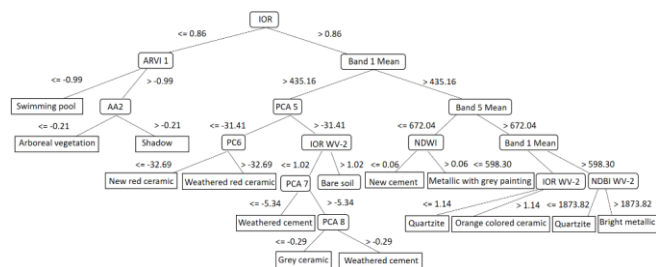 IOR
<= 0.86 > 0.86
ARVI 1 Band 1 Mean
<= -0.99 > -0.99 <= 435.16 > 435.16
Swimming pool AA2 PCA 5 Band 5 Mean
<= -0.21 > -0.21 <= -31.41 > -31.41 <= 672.04 > 672.04
Arboreal vegetation Shadow PC6 IOR WV-2 NDWI Band 1 Mean
<= -32.69 > -32.69 <= 1.02 > 1.02 <= 0.06 > 0.06 <= 598.30 > 598.30
New red ceramic Weathered red ceramic PCA 7 Bare soil New cement Metallic with grey painting IOR WV-2 NDBI WV-2
<= -5.34 > -5.34 <= 1.14 > 1.14 <= 1873.82 > 1873.82
Weathered cement PCA 8 Quartzite Orange colored ceramic Quartzite Bright metallic
<= -0.29 > -0.29
Grey ceramic Weathered cement